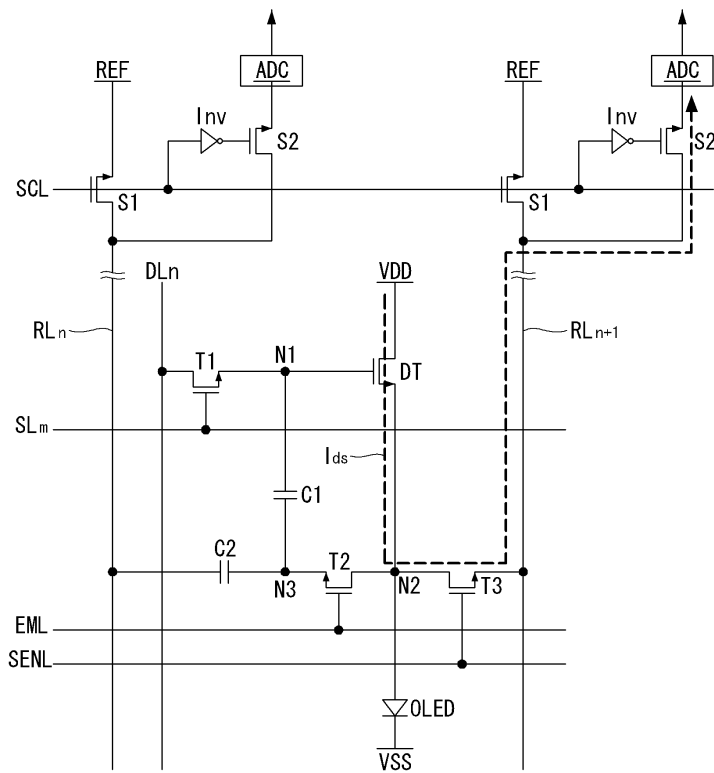 REF ADC REF ADC
Inv S2 Inv S2
SCL S1 S1
DLn VDD
RLn RLn+1
T1 N1 DT
SLm
Ids
C1
C2 T2
N3 N2 T3
EML
SENL
OLED
VSS